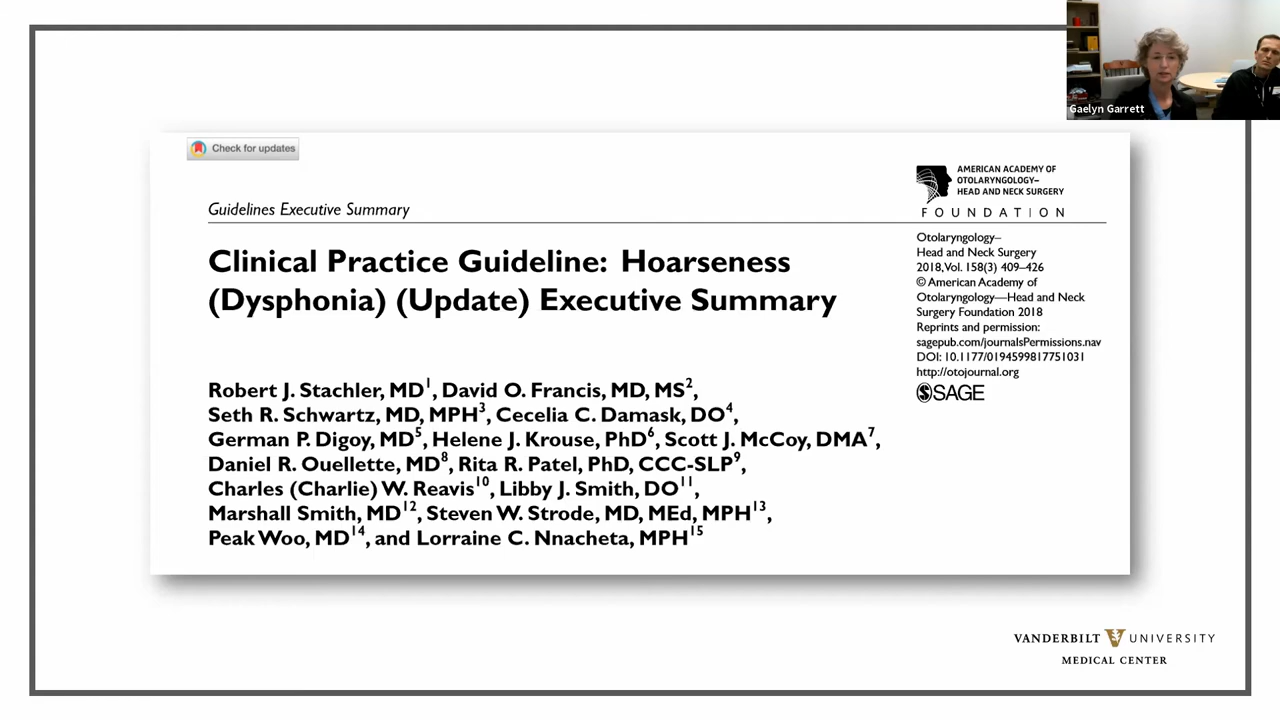 Gaelyn Garrett
Check for updates
Guidelines Executive Summary
Clinical Practice Guideline: Hoarseness
(Dysphonia) (Update) Executive Summary
Robert J. Stachler, MD1, David O. Francis, MD, MS2,
Seth R. Schwartz, MD, MPH3, Cecelia C. Damask, DO4,
German P. Digoy, MD5, Helene J. Krouse, PhD6, Scott J. McCoy, DMA7,
Daniel R. Ouellette, MD8, Rita R. Patel, PhD, CCC-SLP9,
Charles (Charlie) W. Reavis10, Libby J. Smith, DO11,
Marshall Smith, MD12, Steven W. Strode, MD, MEd, MPH13,
Peak Woo, MD14, and Lorraine C. Nnacheta, MPH15
AMERICAN ACADEMY OF
OTOLARYNGOLOGY–
HEAD AND NECK SURGERY
FOUNDATION
Otolaryngology–
Head and Neck Surgery
2018, Vol. 158(3) 409–426
© American Academy of
Otolaryngology—Head and Neck
Surgery Foundation 2018
Reprints and permission:
sagepub.com/journalsPermissions.nav
DOI: 10.1177/0194599817751031
http://otojournal.org
SAGE
VANDERBILT V UNIVERSITY
MEDICAL CENTER